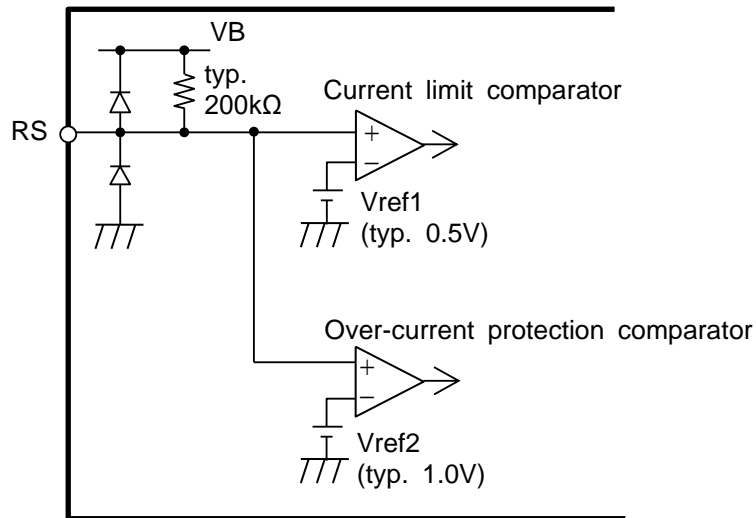 VB
typ.
200kΩ
Current limit comparator
RS
+
−
Vref1
(typ. 0.5V)
Over-current protection comparator
+
−
Vref2
(typ. 1.0V)